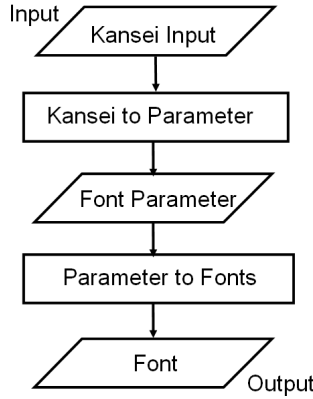 Input
Kansei Input
Kansei to Parameter
Font Parameter
Parameter to Fonts
Font
Output